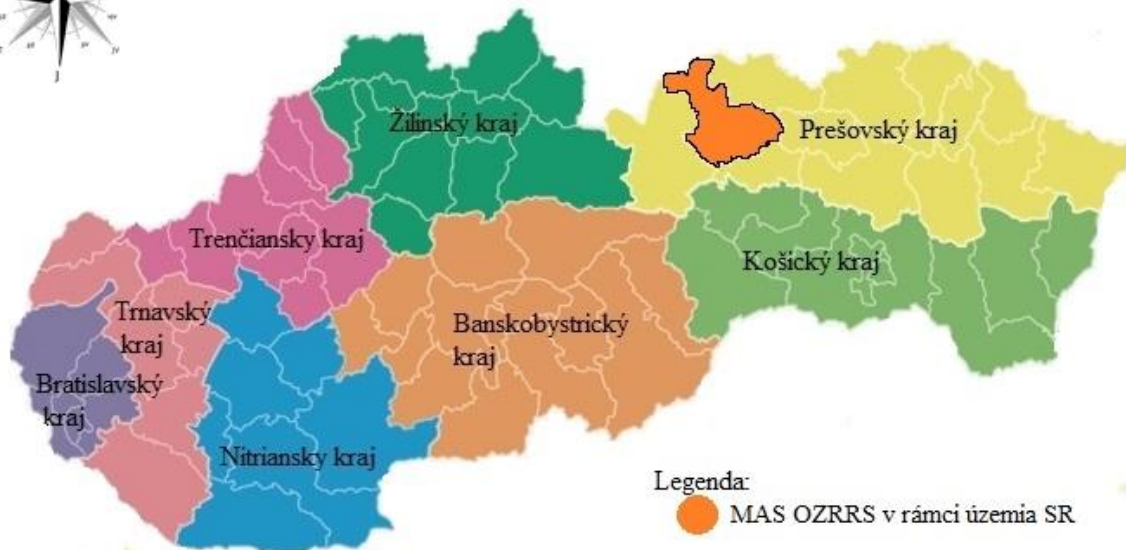 J
JV
Žilinský kraj
Prešovský kraj
Trenčiansky kraj
Košický kraj
Trnavský
kraj
Banskobystrický
kraj
Bratislavský
kraj
Nitriansky kraj
Legenda:
MAS OZRRS v rámci územia SR